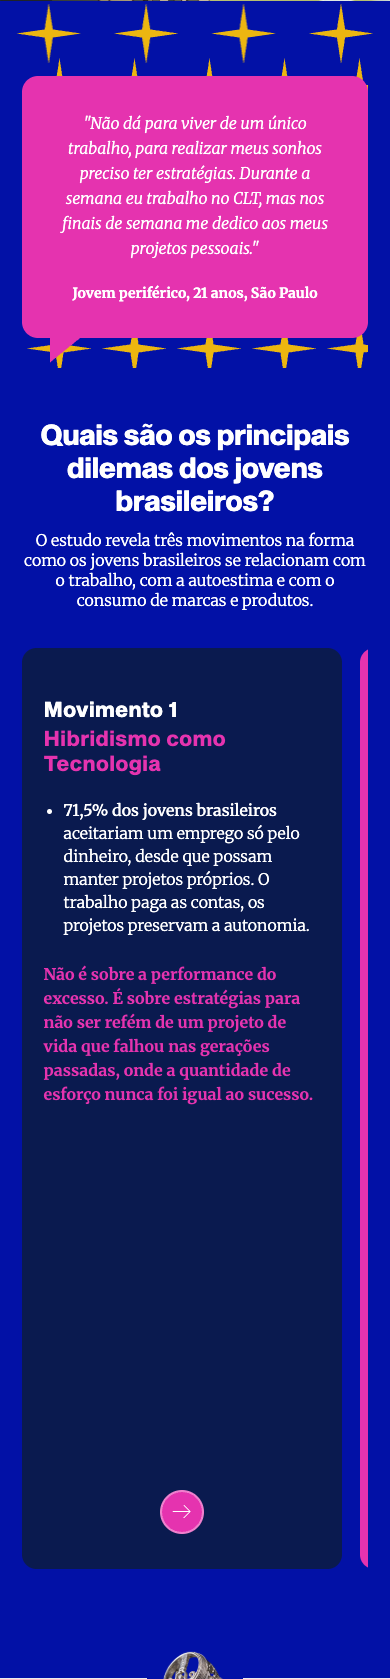 "Não dá para viver de um único
trabalho, para realizar meus sonhos
preciso ter estratégias. Durante a
semana eu trabalho no CLT, mas nos
finais de semana me dedico aos meus
projetos pessoais."
Jovem periférico, 21 anos, São Paulo
Quais são os principais
dilemas dos jovens
brasileiros?
O estudo revela três movimentos na forma
como os jovens brasileiros se relacionam com
o trabalho, com a autoestima e com o
consumo de marcas e produtos.
Movimento 1
Hibridismo como
Tecnologia
• 71,5% dos jovens brasileiros
aceitariam um emprego só pelo
dinheiro, desde que possam
manter projetos próprios. O
trabalho paga as contas, os
projetos preservam a autonomia.
Não é sobre a performance do
excesso. É sobre estratégias para
não ser refém de um projeto de
vida que falhou nas gerações
passadas, onde a quantidade de
esforço nunca foi igual ao sucesso.